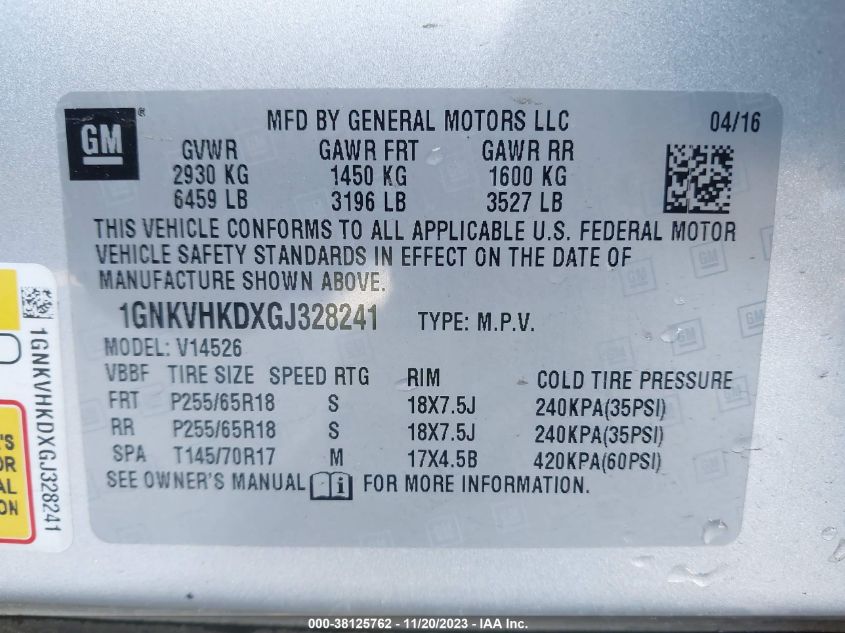 GM®
MFD BY GENERAL MOTORS LLC 04/16
GVWR GAWR FRT GAWR RR
2930 KG 1450 KG 1600 KG
6459 LB 3196 LB 3527 LB
THIS VEHICLE CONFORMS TO ALL APPLICABLE U.S. FEDERAL MOTOR
VEHICLE SAFETY STANDARDS IN EFFECT ON THE DATE OF
MANUFACTURE SHOWN ABOVE.
1GNKVHKDXGJ328241 TYPE: M.P.V.
MODEL: V14526
VBBF TIRE SIZE SPEED RTG RIM COLD TIRE PRESSURE
FRT P255/65R18 S 18X7.5J 240KPA(35PSI)
RR P255/65R18 S 18X7.5J 240KPA(35PSI)
SPA T145/70R17 M 17X4.5B 420KPA(60PSI)
SEE OWNER'S MANUAL i FOR MORE INFORMATION.
1GNKVHKDXGJ328241
'S
OR
AL
ON
000-38125762 - 11/20/2023 - IAA Inc.